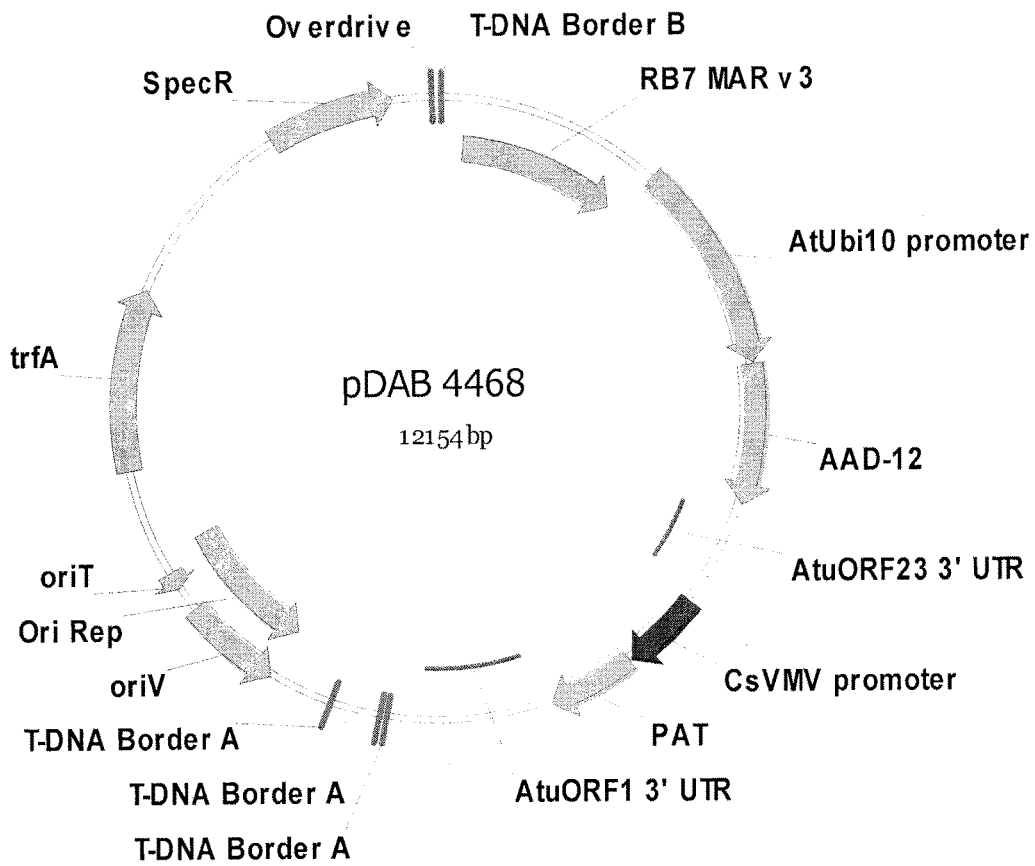 Overdrive
T-DNA Border B
SpecR
RB7 MAR v3
AtUbi10 promoter
trfA
pDAB 4468
12154bp
AAD-12
AtuORF23 3' UTR
oriT
Ori Rep
oriV
CsVMV promoter
T-DNA Border A
PAT
T-DNA Border A
AtuORF1 3' UTR
T-DNA Border A